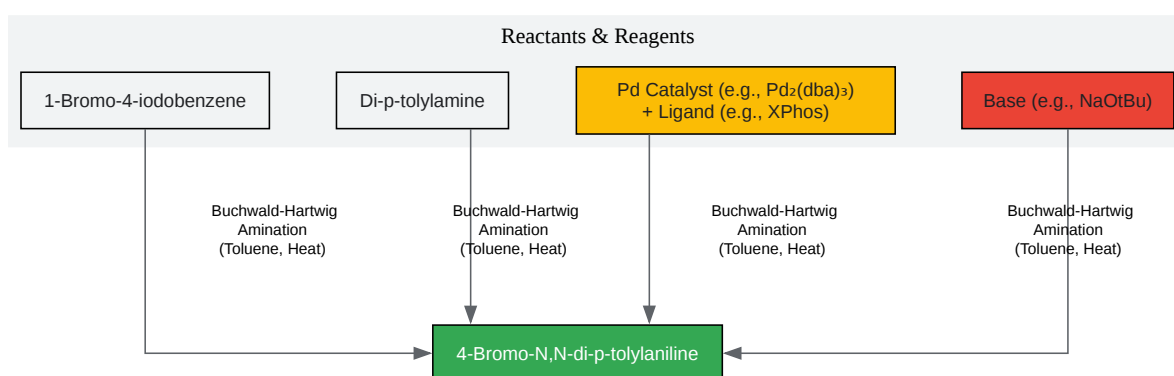 Reactants & Reagents
1-Bromo-4-iodobenzene
Di-p-tolylamine
Pd Catalyst (e.g., Pd₂(dba)₃)
+ Ligand (e.g., XPhos)
Base (e.g., NaOtBu)
Buchwald-Hartwig
Amination
(Toluene, Heat)
Buchwald-Hartwig
Amination
(Toluene, Heat)
Buchwald-Hartwig
Amination
(Toluene, Heat)
Buchwald-Hartwig
Amination
(Toluene, Heat)
4-Bromo-N,N-di-p-tolylaniline